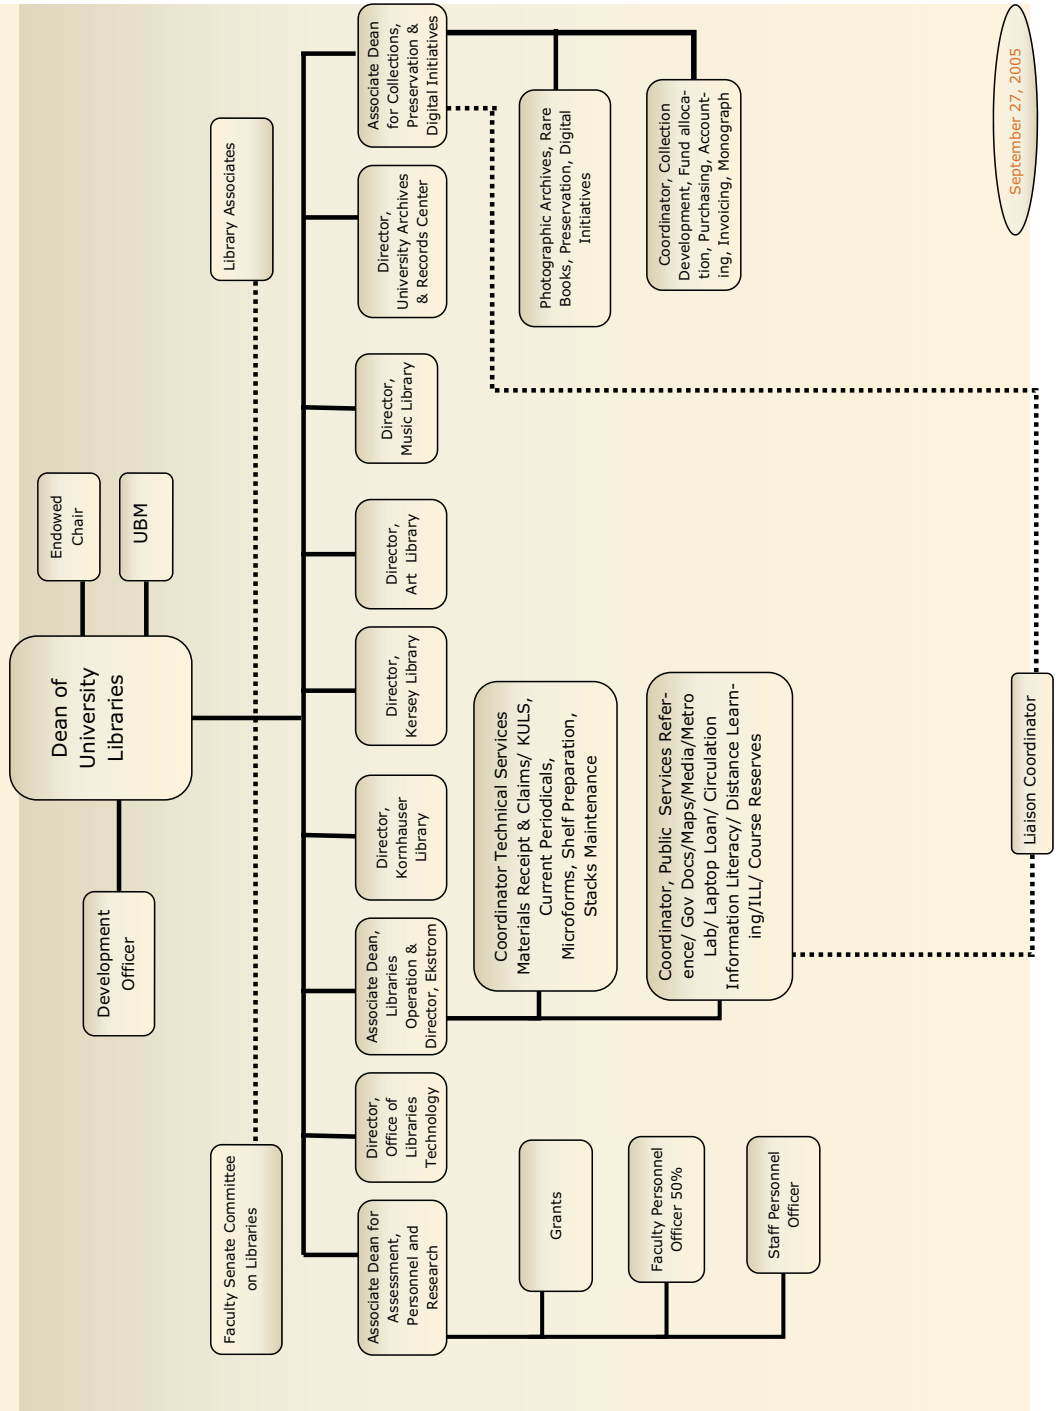 Dean of
University
Libraries
Endowed
Chair
UBM
Development
Officer
Faculty Senate Committee
on Libraries
Library Associates
Associate Dean for
Assessment,
Personnel and
Research
Director,
Office of
Libraries
Technology
Associate Dean,
Libraries
Operation &
Director, Ekstrom
Director,
Kornhauser
Library
Director,
Kersey Library
Director,
Art  Library
Director,
Music Library
Director,
University Archives
& Records Center
Associate Dean
for Collections,
Preservation &
Digital Initiatives
Grants
Faculty Personnel
Officer 50%
Staff Personnel
Officer
Coordinator Technical Services
Materials Receipt & Claims/ KULS,
Current Periodicals,
Microforms, Shelf Preparation,
Stacks Maintenance
Coordinator, Public  Services Refer-
ence/ Gov Docs/Maps/Media/Metro
Lab/ Laptop Loan/ Circulation
Information Literacy/ Distance Learn-
ing/ILL/ Course Reserves
Photographic Archives, Rare
Books, Preservation, Digital
Initiatives
Coordinator, Collection
Development, Fund alloca-
tion, Purchasing, Account-
ing, Invoicing, Monograph
Liaison Coordinator
September 27, 2005